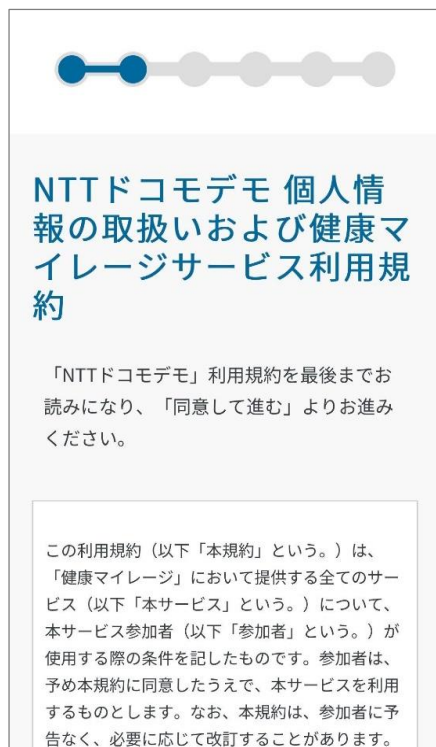 NTTドコモデモ 個人情
報の取扱いおよび健康マ
イレージサービス利用規
約
「NTTドコモデモ」利用規約を最後までお
読みになり、「同意して進む」よりお進み
ください。
この利用規約（以下「本規約」という。）は、
「健康マイレージ」において提供する全てのサー
ビス（以下「本サービス」という。）について、
本サービス参加者（以下「参加者」という。）が
使用する際の条件を記したものです。参加者は、
予め本規約に同意したうえで、本サービスを利用
するものとします。なお、本規約は、参加者に予
告なく、必要に応じて改訂することがあります。